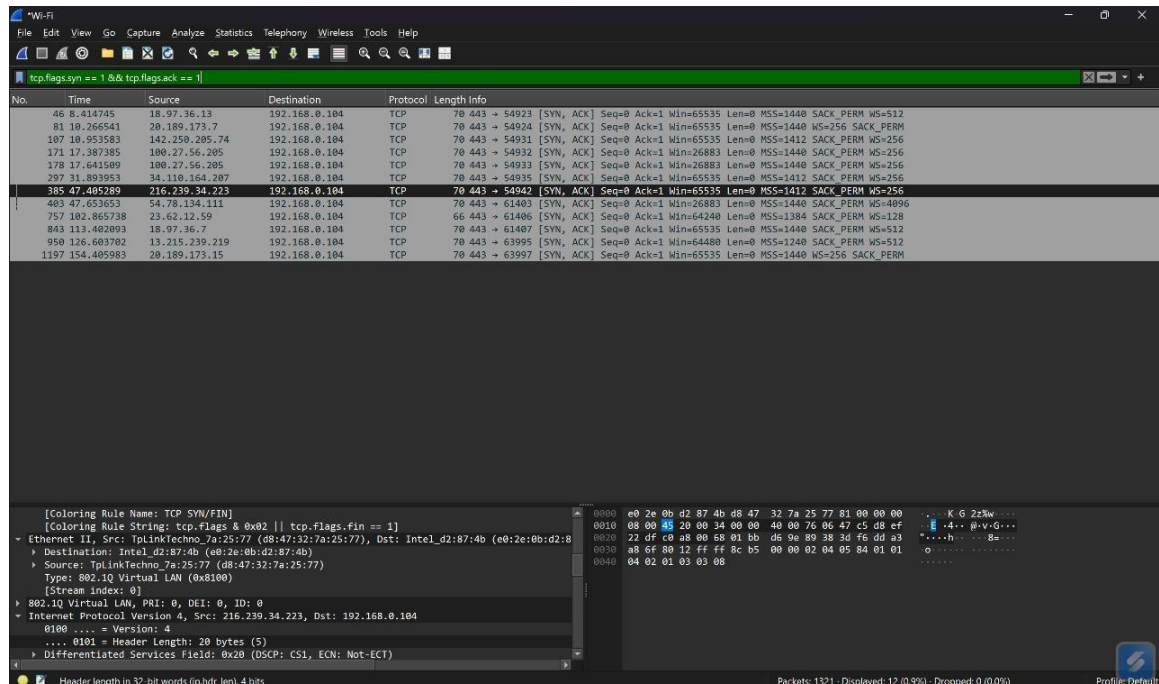 *Wi-Fi
File Edit View Go Capture Analyze Statistics Telephony Wireless Tools Help
tcp.flags.syn == 1 && tcp.flags.ack == 1
No. Time Source Destination Protocol Length Info
46 8.414745 18.97.36.13 192.168.0.104 TCP 70 443 → 54923 [SYN, ACK] Seq=0 Ack=1 Win=65535 Len=0 MSS=1440 SACK_PERM WS=512
81 10.266541 20.189.173.7 192.168.0.104 TCP 70 443 → 54924 [SYN, ACK] Seq=0 Ack=1 Win=65535 Len=0 MSS=1440 WS=256 SACK_PERM
107 10.953583 142.250.205.74 192.168.0.104 TCP 70 443 → 54931 [SYN, ACK] Seq=0 Ack=1 Win=65535 Len=0 MSS=1412 SACK_PERM WS=256
171 17.387385 100.27.56.205 192.168.0.104 TCP 70 443 → 54932 [SYN, ACK] Seq=0 Ack=1 Win=26883 Len=0 MSS=1440 SACK_PERM WS=256
178 17.641509 100.27.56.205 192.168.0.104 TCP 70 443 → 54933 [SYN, ACK] Seq=0 Ack=1 Win=26883 Len=0 MSS=1440 SACK_PERM WS=256
297 31.893953 34.110.164.207 192.168.0.104 TCP 70 443 → 54935 [SYN, ACK] Seq=0 Ack=1 Win=65535 Len=0 MSS=1412 SACK_PERM WS=256
385 47.405289 216.239.34.223 192.168.0.104 TCP 70 443 → 54942 [SYN, ACK] Seq=0 Ack=1 Win=65535 Len=0 MSS=1412 SACK_PERM WS=256
403 47.653653 54.78.134.111 192.168.0.104 TCP 70 443 → 61403 [SYN, ACK] Seq=0 Ack=1 Win=26883 Len=0 MSS=1440 SACK_PERM WS=4096
757 102.865738 23.62.12.59 192.168.0.104 TCP 66 443 → 61406 [SYN, ACK] Seq=0 Ack=1 Win=64240 Len=0 MSS=1384 SACK_PERM WS=128
843 113.402093 18.97.36.7 192.168.0.104 TCP 70 443 → 61407 [SYN, ACK] Seq=0 Ack=1 Win=65535 Len=0 MSS=1440 SACK_PERM WS=512
950 126.603702 13.215.239.219 192.168.0.104 TCP 70 443 → 63995 [SYN, ACK] Seq=0 Ack=1 Win=64480 Len=0 MSS=1240 SACK_PERM WS=512
1197 154.405983 20.189.173.15 192.168.0.104 TCP 70 443 → 63997 [SYN, ACK] Seq=0 Ack=1 Win=65535 Len=0 MSS=1440 WS=256 SACK_PERM
[Coloring Rule Name: TCP SYN/FIN]
[Coloring Rule String: tcp.flags & 0x02 || tcp.flags.fin == 1]
Ethernet II, Src: TpLinkTechno_7a:25:77 (d8:47:32:7a:25:77), Dst: Intel_d2:87:4b (e0:2e:0b:d2:8
Destination: Intel_d2:87:4b (e0:2e:0b:d2:87:4b)
Source: TpLinkTechno_7a:25:77 (d8:47:32:7a:25:77)
Type: 802.1Q Virtual LAN (0x8100)
[Stream index: 0]
802.1Q Virtual LAN, PRI: 0, DEI: 0, ID: 0
Internet Protocol Version 4, Src: 216.239.34.223, Dst: 192.168.0.104
0100 .... = Version: 4
.... 0101 = Header Length: 20 bytes (5)
Differentiated Services Field: 0x20 (DSCP: CS1, ECN: Not-ECT)
0000 e0 2e 0b d2 87 4b d8 47 32 7a 25 77 81 00 00 00 ·.···K·G 2z%w····
0010 08 00 45 20 00 34 00 00 40 00 76 06 47 c5 d8 ef ··E ·4·· @·v·G···
0020 22 df c0 a8 00 68 01 bb d6 9e 89 38 3d f6 dd a3 "····h·· ···8=···
0030 a8 6f 80 12 ff ff 8c b5 00 00 02 04 05 84 01 01 ·o······ ········
0040 04 02 01 03 03 08 ······
Header length in 32-bit words (ip.hdr_len), 4 bits
Packets: 1321 · Displayed: 12 (0.9%) · Dropped: 0 (0.0%)
Profile: Default